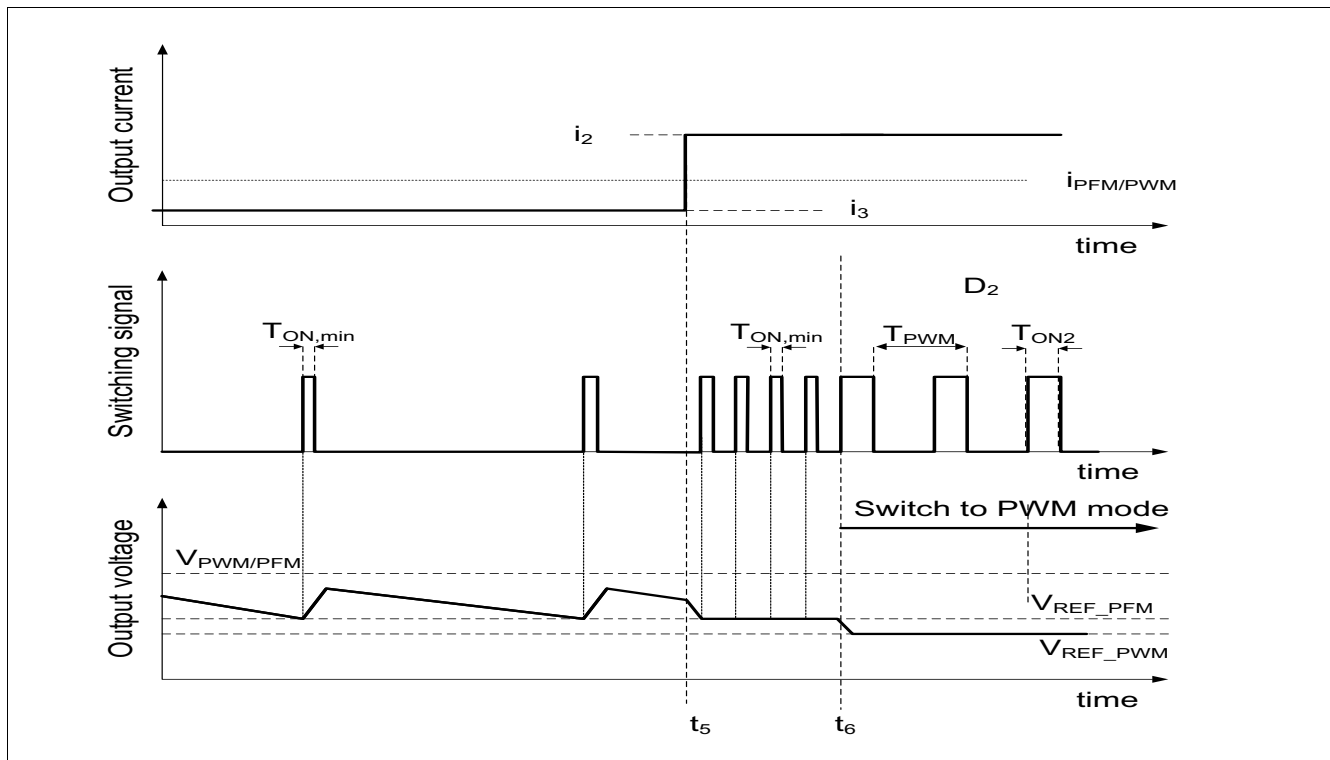 Output current
i2
iPFM/PWM
i3
time
Switching signal
D2
TON,min
TON,min
TPWM
TON2
time
Output voltage
Switch to PWM mode
VPWM/PFM
VREF_PFM
VREF_PWM
time
t5
t6